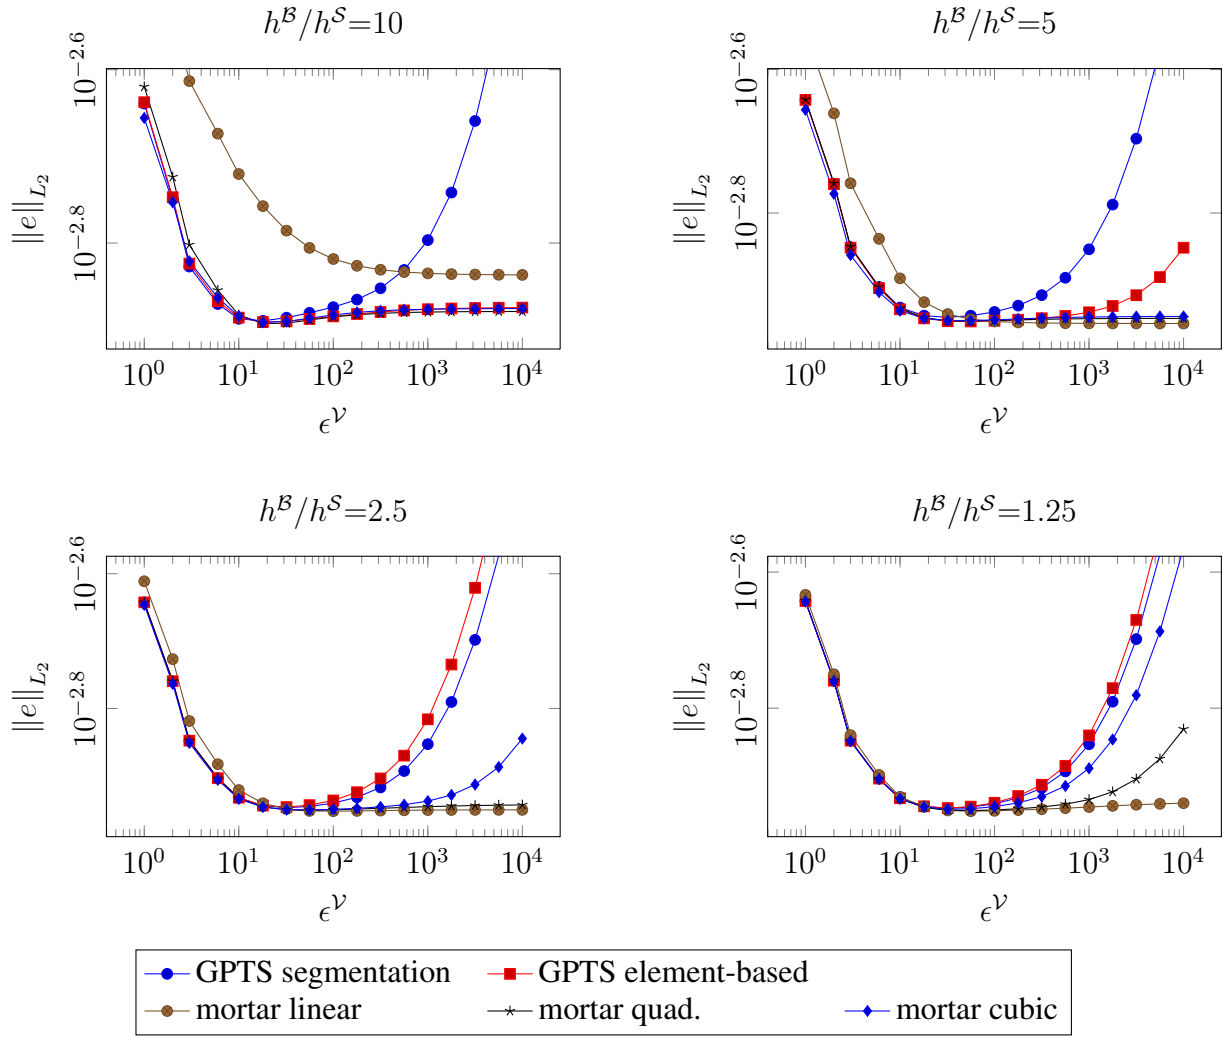 h^B/h^S=10
h^B/h^S=5
10^−2.6
10^−2.8
‖e‖_L2
10^0 10^1 10^2 10^3 10^4
ϵ^V
10^−2.6
10^−2.8
‖e‖_L2
10^0 10^1 10^2 10^3 10^4
ϵ^V
h^B/h^S=2.5
h^B/h^S=1.25
10^−2.6
10^−2.8
‖e‖_L2
10^0 10^1 10^2 10^3 10^4
ϵ^V
10^−2.6
10^−2.8
‖e‖_L2
10^0 10^1 10^2 10^3 10^4
ϵ^V
GPTS segmentation GPTS element-based
mortar linear mortar quad. mortar cubic